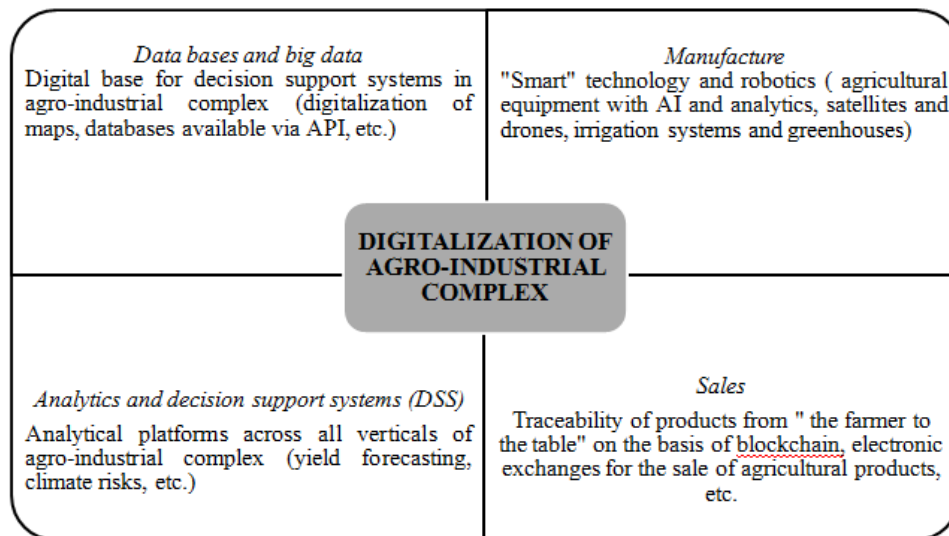 Data bases and big data
Digital base for decision support systems in
agro-industrial complex (digitalization of
maps, databases available via API, etc.)
Manufacture
"Smart" technology and robotics ( agricultural
equipment with AI and analytics, satellites and
drones, irrigation systems and greenhouses)
DIGITALIZATION OF
AGRO-INDUSTRIAL
COMPLEX
Analytics and decision support systems (DSS)
Analytical platforms across all verticals of
agro-industrial complex (yield forecasting,
climate risks, etc.)
Sales
Traceability of products from " the farmer to
the table" on the basis of blockchain, electronic
exchanges for the sale of agricultural products,
etc.